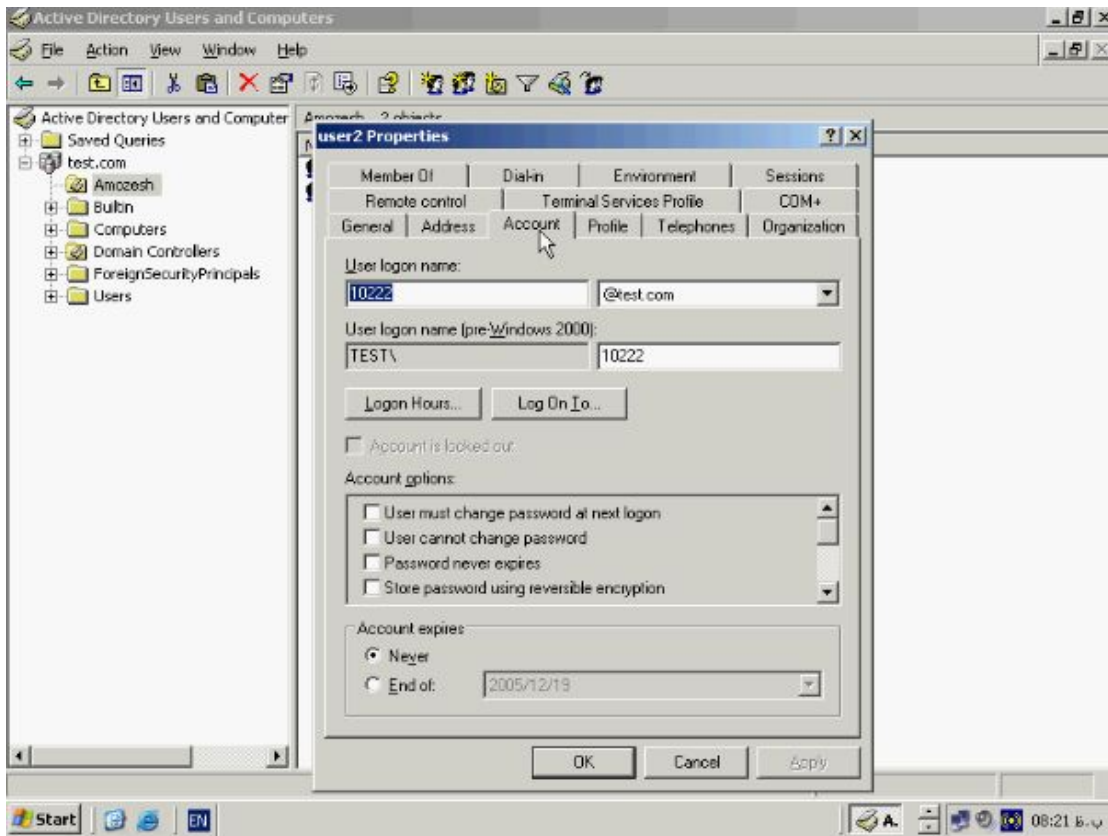 Active Directory Users and Computers
File Action View Window Help
Active Directory Users and Computer
Saved Queries
test.com
Amozesh
Builtin
Computers
Domain Controllers
ForeignSecurityPrincipals
Users
Amozesh 2 objects
user2 Properties
Member Of Dial-in Environment Sessions
Remote control Terminal Services Profile COM+
General Address Account Profile Telephones Organization
User logon name:
10222 @test.com
User logon name (pre-Windows 2000):
TEST\ 10222
Logon Hours... Log On To...
Account is locked out
Account options:
User must change password at next logon
User cannot change password
Password never expires
Store password using reversible encryption
Account expires
Never
End of: 2005/12/19
OK Cancel Apply
Start EN A. 08:21 ب.ظ